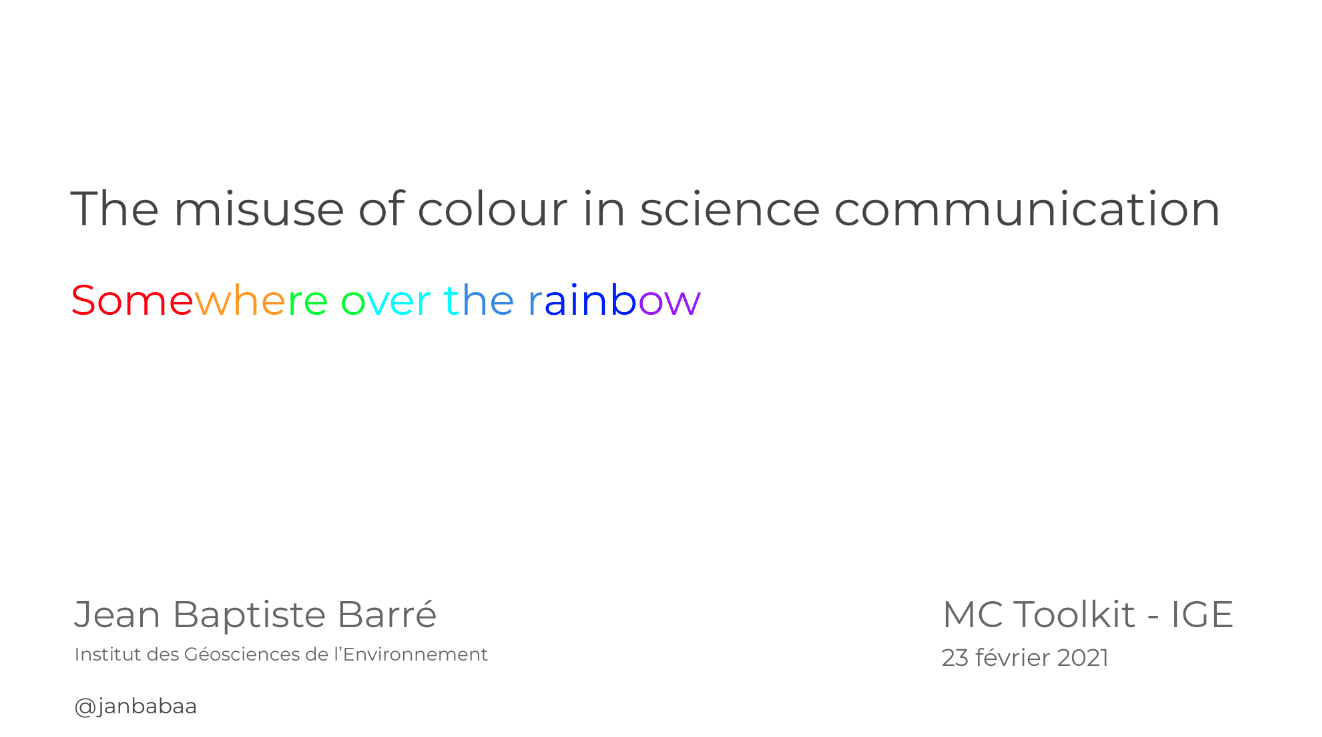 The misuse of colour in science communication
Somewhere over the rainbow
Jean Baptiste Barré
Institut des Géosciences de l'Environnement
@janbabaa
MC Toolkit - IGE
23 février 2021